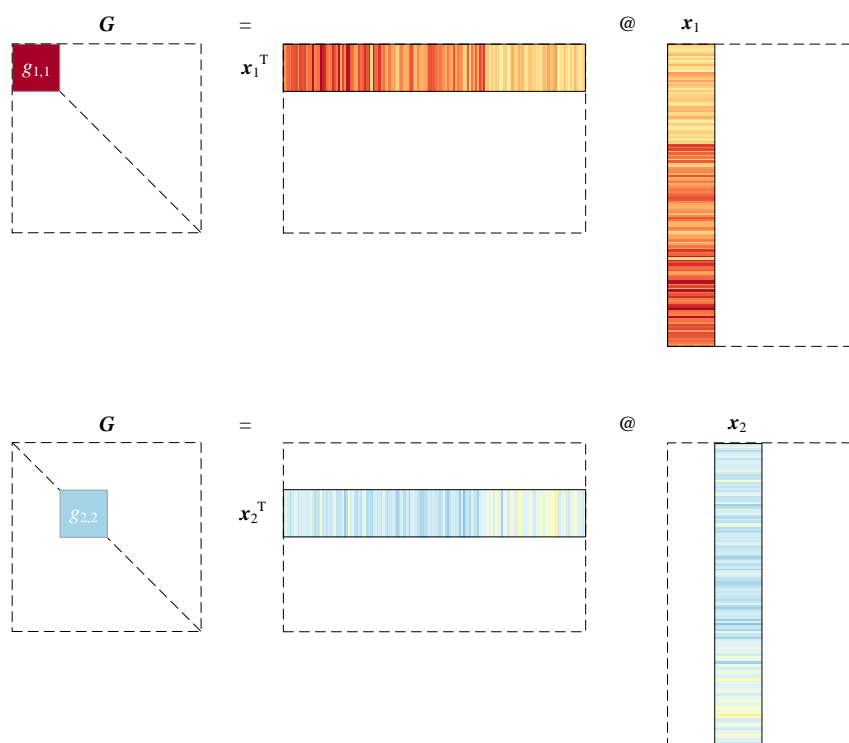 G = @ x₁
g₁,₁ x₁ᵀ
G = @ x₂
g₂,₂ x₂ᵀ